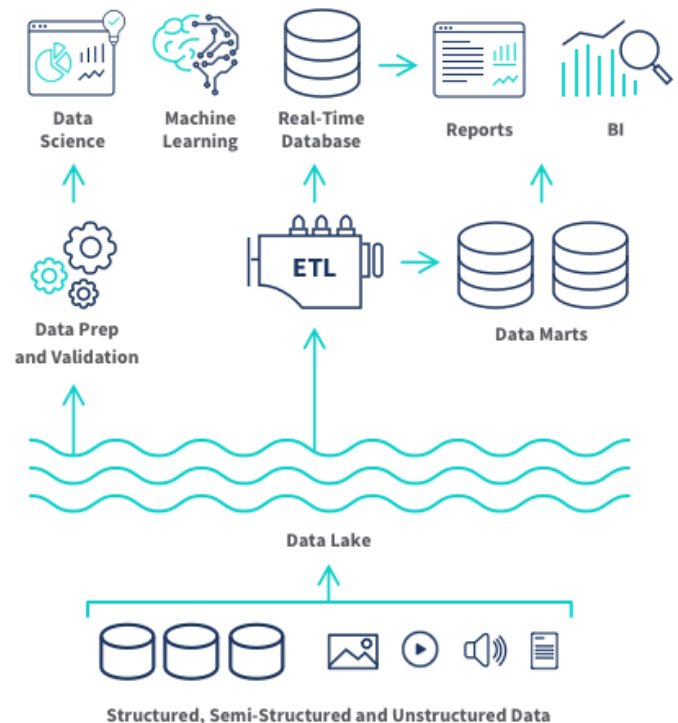 Data
Science
Machine
Learning
Real-Time
Database
Reports
BI
ETL
Data Prep
and Validation
Data Marts
Data Lake
Structured, Semi-Structured and Unstructured Data